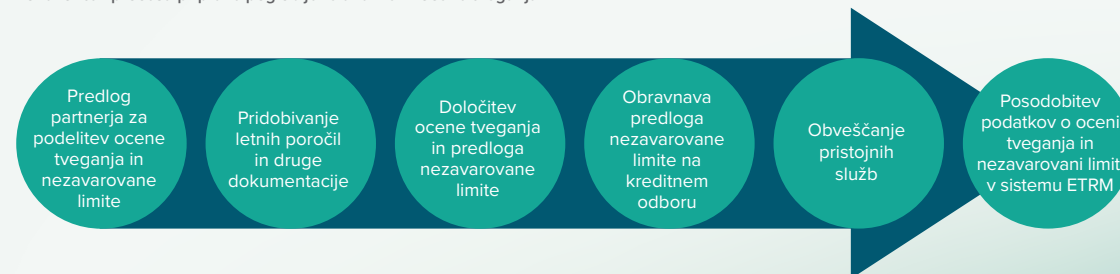 Predlog
partnerja za
podelitev ocene
tveganja in
nezavarovane
limite
Pridobivanje
letnih poročil
in druge
dokumentacije
Določitev
ocene tveganja
in predloga
nezavarovane
limite
Obravnava
predloga
nezavarovane
limite na
kreditnem
odboru
Obveščanje
pristojnih
služb
Posodobitev
podatkov o oceni
tveganja in
nezavarovani limit
v sistemu ETRM